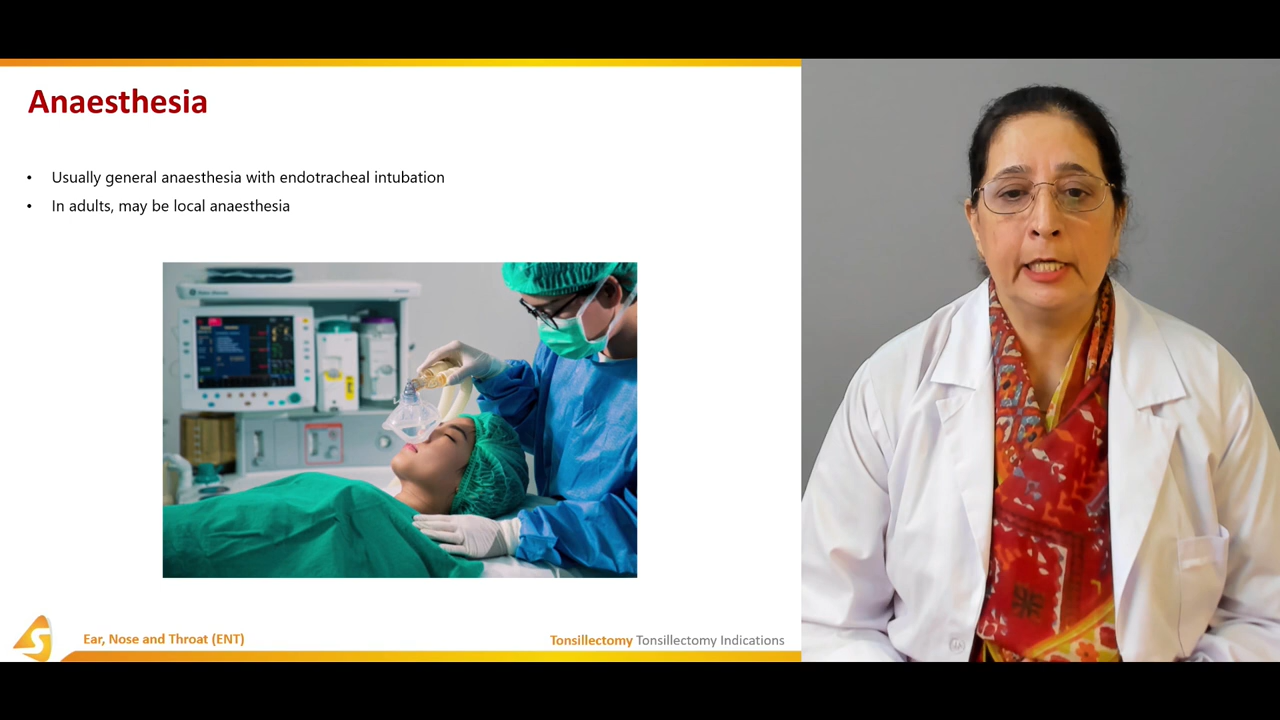 Anaesthesia
• Usually general anaesthesia with endotracheal intubation
• In adults, may be local anaesthesia
Ear, Nose and Throat (ENT)
Tonsillectomy Tonsillectomy Indications